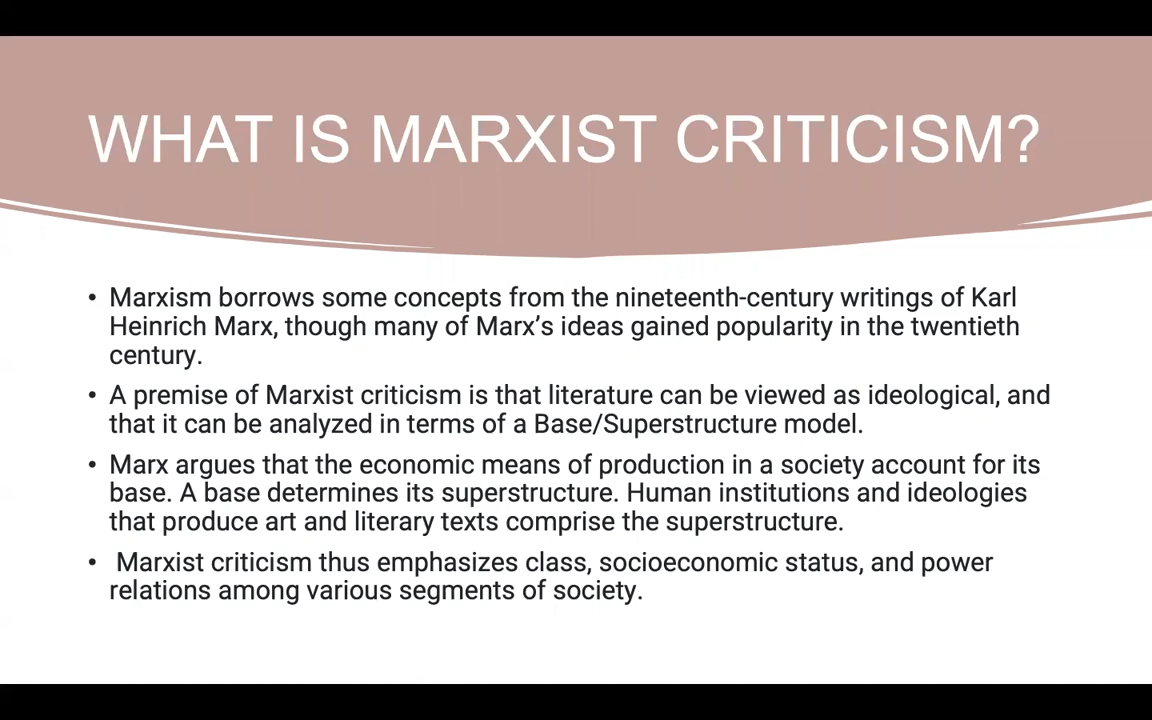 WHAT IS MARXIST CRITICISM?
• Marxism borrows some concepts from the nineteenth-century writings of Karl
Heinrich Marx, though many of Marx’s ideas gained popularity in the twentieth
century.
• A premise of Marxist criticism is that literature can be viewed as ideological, and
that it can be analyzed in terms of a Base/Superstructure model.
• Marx argues that the economic means of production in a society account for its
base. A base determines its superstructure. Human institutions and ideologies
that produce art and literary texts comprise the superstructure.
• Marxist criticism thus emphasizes class, socioeconomic status, and power
relations among various segments of society.